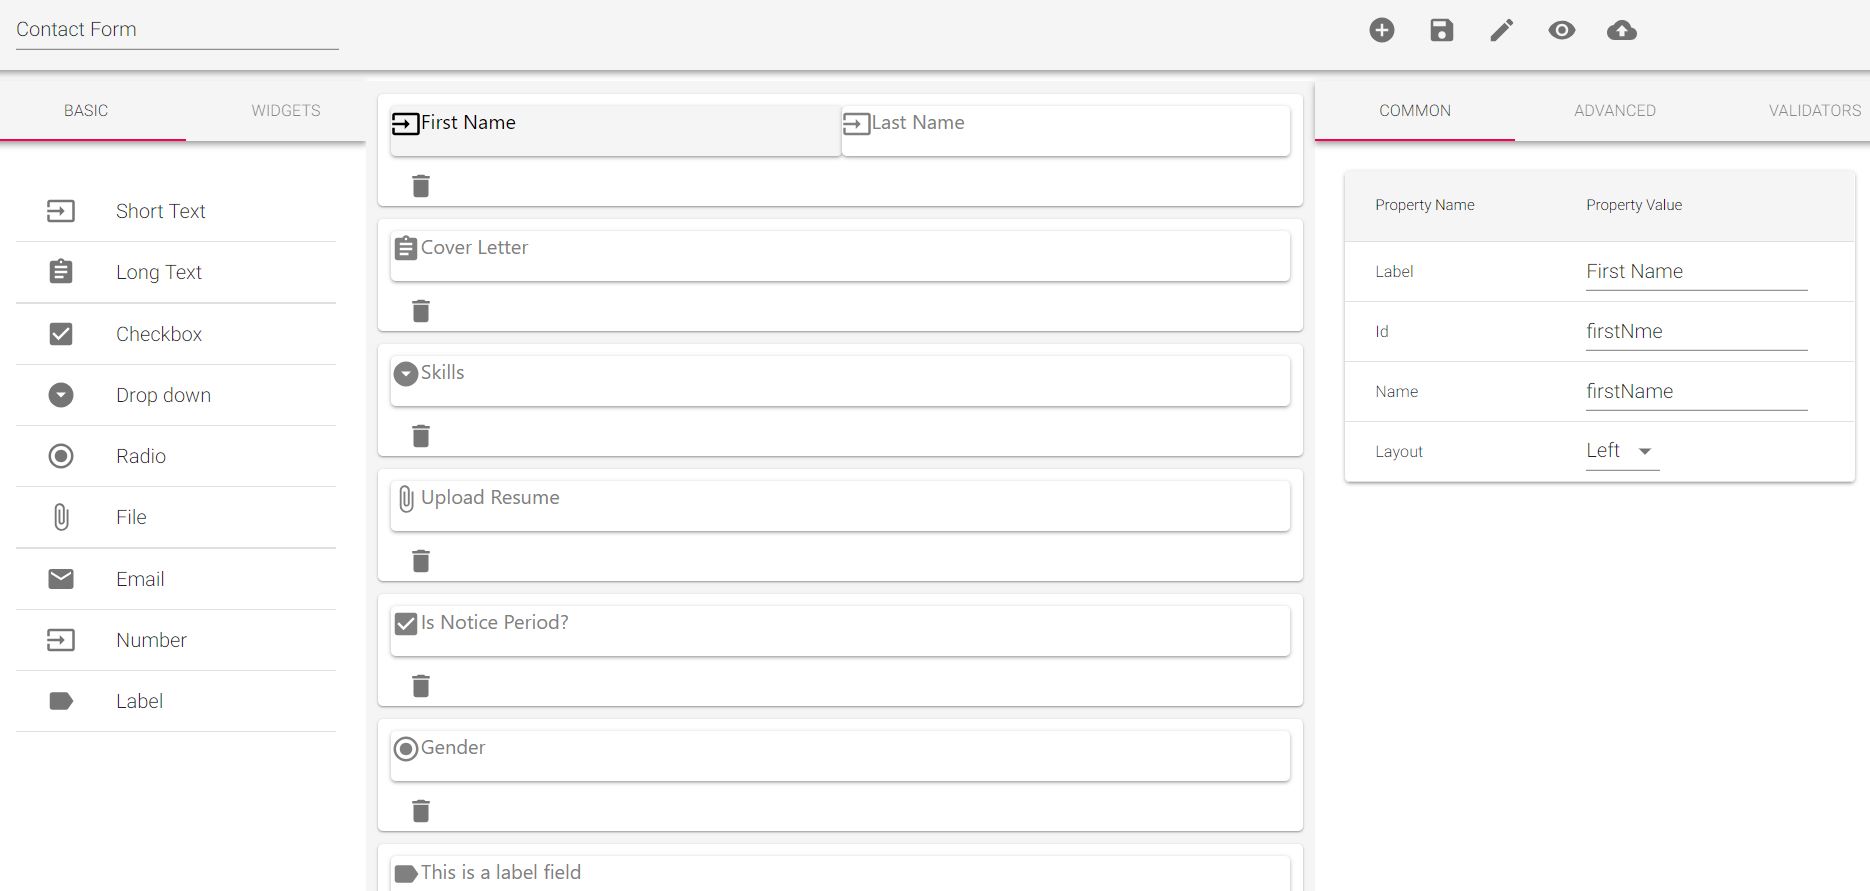 Contact Form
BASIC
WIDGETS
Short Text
Long Text
Checkbox
Drop down
Radio
File
Email
Number
Label
First Name
Last Name
Cover Letter
Skills
Upload Resume
Is Notice Period?
Gender
This is a label field
COMMON
ADVANCED
VALIDATORS
Property Name
Property Value
Label
First Name
Id
firstNme
Name
firstName
Layout
Left